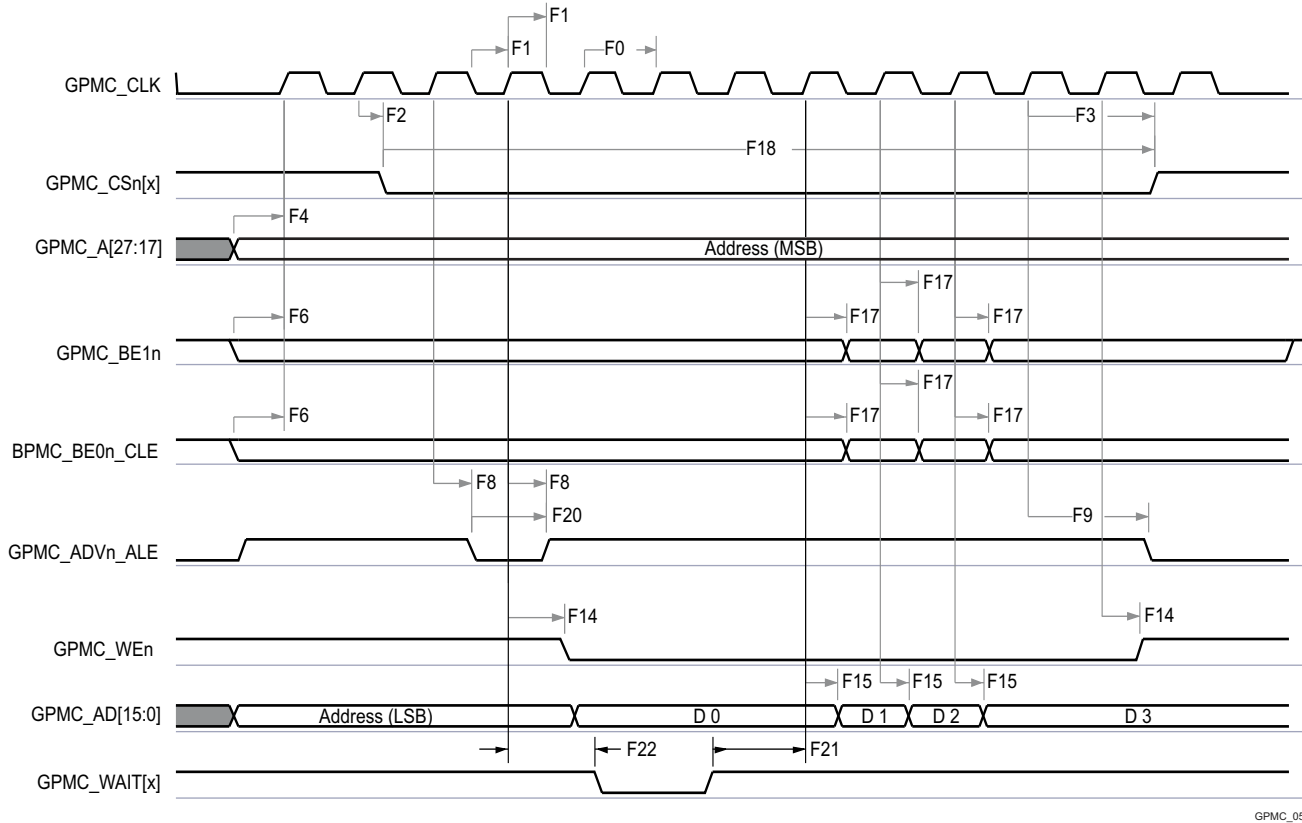 F1
F1
F0
GPMC_CLK
F2
F3
F18
GPMC_CSn[x]
F4
GPMC_A[27:17]
Address (MSB)
F17
F6
F17
F17
GPMC_BE1n
F17
F6
F17
F17
BPMC_BE0n_CLE
F8
F8
F20
F9
GPMC_ADVn_ALE
F14
F14
GPMC_WEn
F15
F15
F15
GPMC_AD[15:0]
Address (LSB)
D 0
D 1
D 2
D 3
F22
F21
GPMC_WAIT[x]
GPMC_05